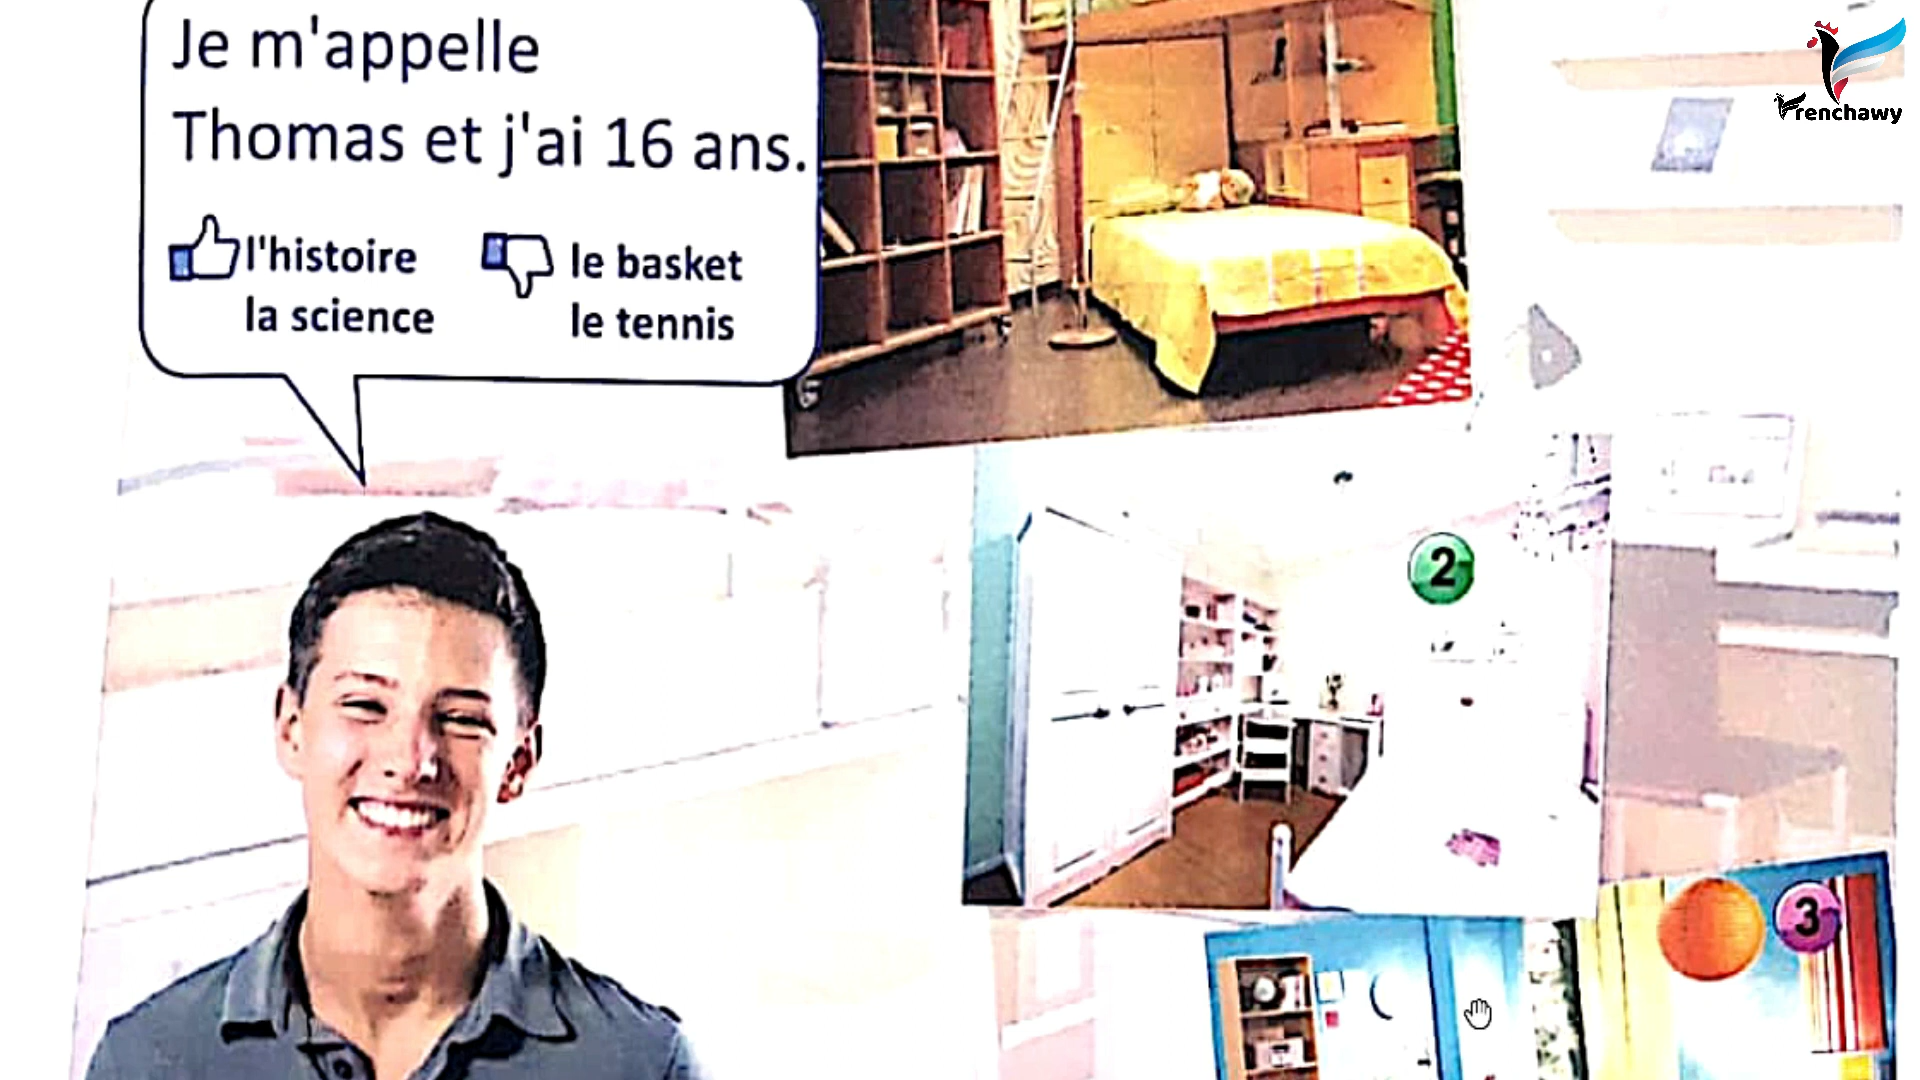 Je m'appelle
Thomas et j'ai 16 ans.
l'histoire
la science
le basket
le tennis
2
3
frenchawy